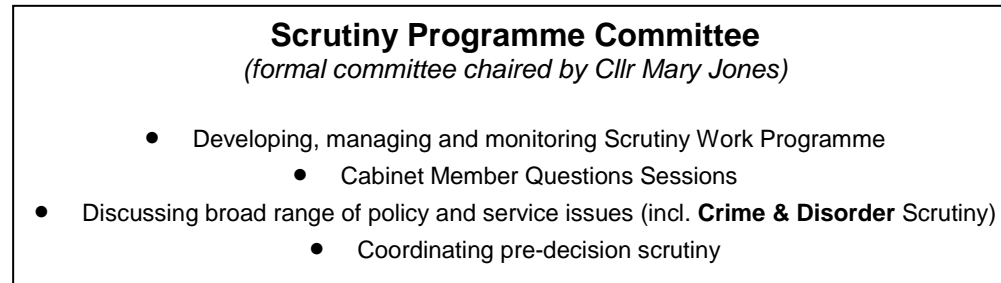 Scrutiny Programme Committee
(formal committee chaired by Cllr Mary Jones)
● Developing, managing and monitoring Scrutiny Work Programme
● Cabinet Member Questions Sessions
● Discussing broad range of policy and service issues (incl. Crime & Disorder Scrutiny)
● Coordinating pre-decision scrutiny